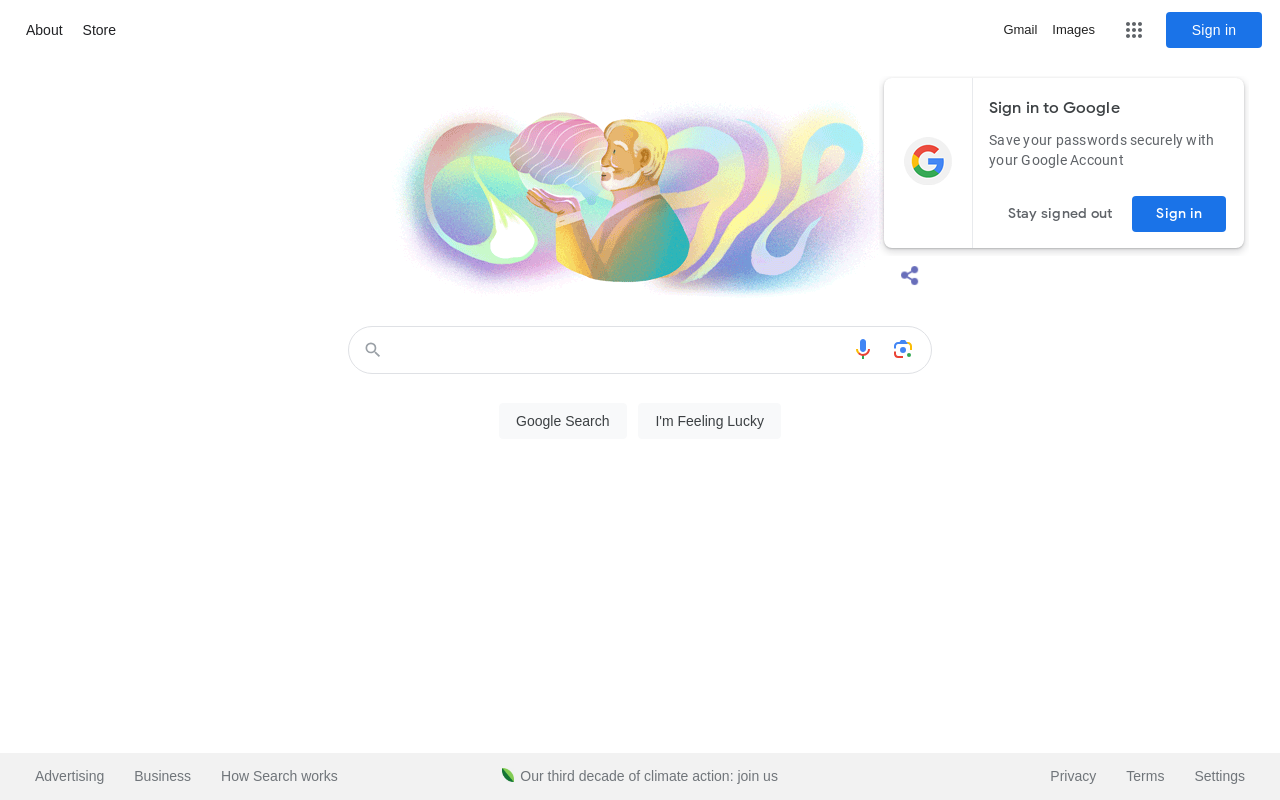 About Store
Gmail Images Sign in
Sign in to Google
Save your passwords securely with
your Google Account
Stay signed out Sign in
Google Search I'm Feeling Lucky
Advertising Business How Search works
Our third decade of climate action: join us
Privacy Terms Settings